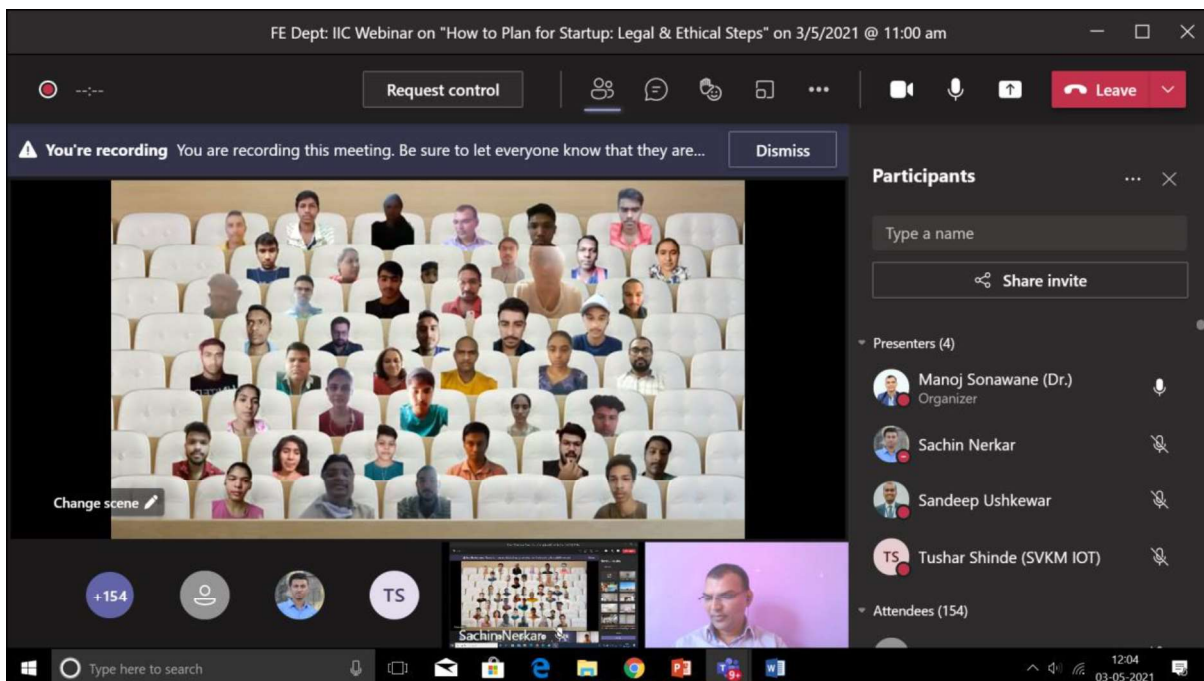 FE Dept: IIC Webinar on "How to Plan for Startup: Legal & Ethical Steps" on 3/5/2021 @ 11:00 am
--:--
Request control
Leave
You're recording You are recording this meeting. Be sure to let everyone know that they are...
Dismiss
Change scene
+154
TS
Sachin Nerkar
Participants
Type a name
Share invite
Presenters (4)
Manoj Sonawane (Dr.)
Organizer
Sachin Nerkar
Sandeep Ushkewar
TS
Tushar Shinde (SVKM IOT)
Attendees (154)
Type here to search
9+
12:04
03-05-2021